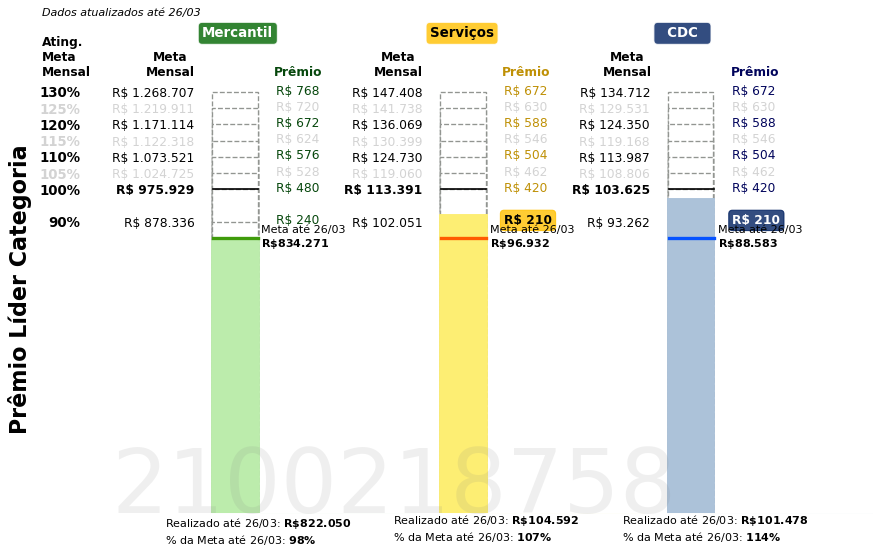 Dados atualizados até 26/03
Mercantil Serviços CDC
Ating.
Meta
Mensal
Meta
Mensal
Prêmio
Meta
Mensal
Prêmio
Meta
Mensal
Prêmio
130% R$ 1.268.707 R$ 768 R$ 147.408 R$ 672 R$ 134.712 R$ 672
125% R$ 1.219.911 R$ 720 R$ 141.738 R$ 630 R$ 129.531 R$ 630
120% R$ 1.171.114 R$ 672 R$ 136.069 R$ 588 R$ 124.350 R$ 588
115% R$ 1.122.318 R$ 624 R$ 130.399 R$ 546 R$ 119.168 R$ 546
110% R$ 1.073.521 R$ 576 R$ 124.730 R$ 504 R$ 113.987 R$ 504
105% R$ 1.024.725 R$ 528 R$ 119.060 R$ 462 R$ 108.806 R$ 462
100% R$ 975.929 R$ 480 R$ 113.391 R$ 420 R$ 103.625 R$ 420
90% R$ 878.336 R$ 240 R$ 102.051 R$ 210 R$ 93.262 R$ 210
Meta até 26/03
R$834.271
Meta até 26/03
R$96.932
Meta até 26/03
R$88.583
Prêmio Líder Categoria
2100218758
Realizado até 26/03: R$822.050
% da Meta até 26/03: 98%
Realizado até 26/03: R$104.592
% da Meta até 26/03: 107%
Realizado até 26/03: R$101.478
% da Meta até 26/03: 114%